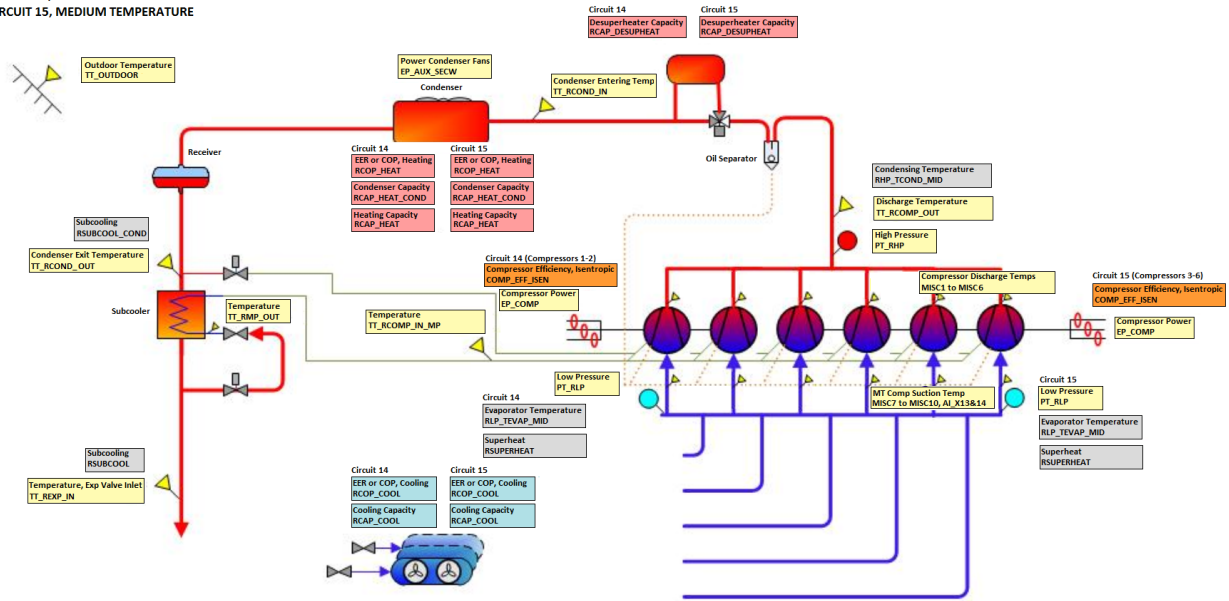 RCUIT 15, MEDIUM TEMPERATURE
Circuit 14
Desuperheater Capacity
RCAP_DESUPHEAT
Circuit 15
Desuperheater Capacity
RCAP_DESUPHEAT
Outdoor Temperature
TT_OUTDOOR
Power Condenser Fans
EP_AUX_SECW
Condenser
Condenser Entering Temp
TT_RCOND_IN
Receiver
Oil Separator
Circuit 14
EER or COP, Heating
RCOP_HEAT
Condenser Capacity
RCAP_HEAT_COND
Heating Capacity
RCAP_HEAT
Circuit 15
EER or COP, Heating
RCOP_HEAT
Condenser Capacity
RCAP_HEAT_COND
Heating Capacity
RCAP_HEAT
Condensing Temperature
RHP_TCOND_MID
Discharge Temperature
TT_RCOMP_OUT
High Pressure
PT_RHP
Subcooling
RSUBCOOL_COND
Condenser Exit Temperature
TT_RCOND_OUT
Circuit 14 (Compressors 1-2)
Compressor Efficiency, Isentropic
COMP_EFF_ISEN
Compressor Power
EP_COMP
Compressor Discharge Temps
MISC1 to MISC6
Circuit 15 (Compressors 3-6)
Compressor Efficiency, Isentropic
COMP_EFF_ISEN
Compressor Power
EP_COMP
Subcooler
Temperature
TT_RMP_OUT
Temperature
TT_RCOMP_IN_MP
Low Pressure
PT_RLP
Circuit 14
Evaporator Temperature
RLP_TEVAP_MID
Superheat
RSUPERHEAT
MT Comp Suction Temp
MISC7 to MISC10, AI_X13&14
Circuit 15
Low Pressure
PT_RLP
Evaporator Temperature
RLP_TEVAP_MID
Superheat
RSUPERHEAT
Subcooling
RSUBCOOL
Temperature, Exp Valve Inlet
TT_REXP_IN
Circuit 14
EER or COP, Cooling
RCOP_COOL
Cooling Capacity
RCAP_COOL
Circuit 15
EER or COP, Cooling
RCOP_COOL
Cooling Capacity
RCAP_COOL